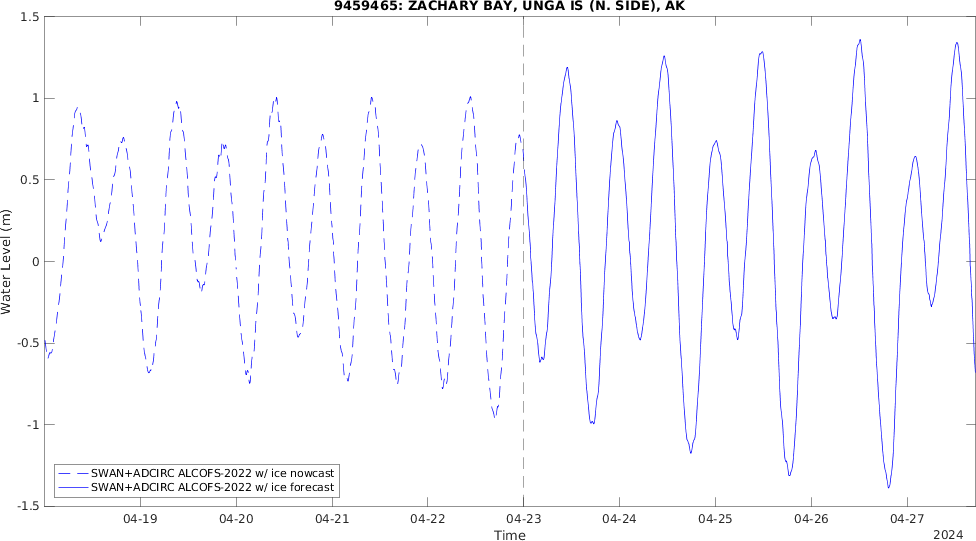 9459465: ZACHARY BAY, UNGA IS (N. SIDE), AK
1.5
1
0.5
0
-0.5
-1
-1.5
Water Level (m)
SWAN+ADCIRC ALCOFS-2022 w/ ice nowcast
SWAN+ADCIRC ALCOFS-2022 w/ ice forecast
04-19 04-20 04-21 04-22 04-23 04-24 04-25 04-26 04-27
Time
2024